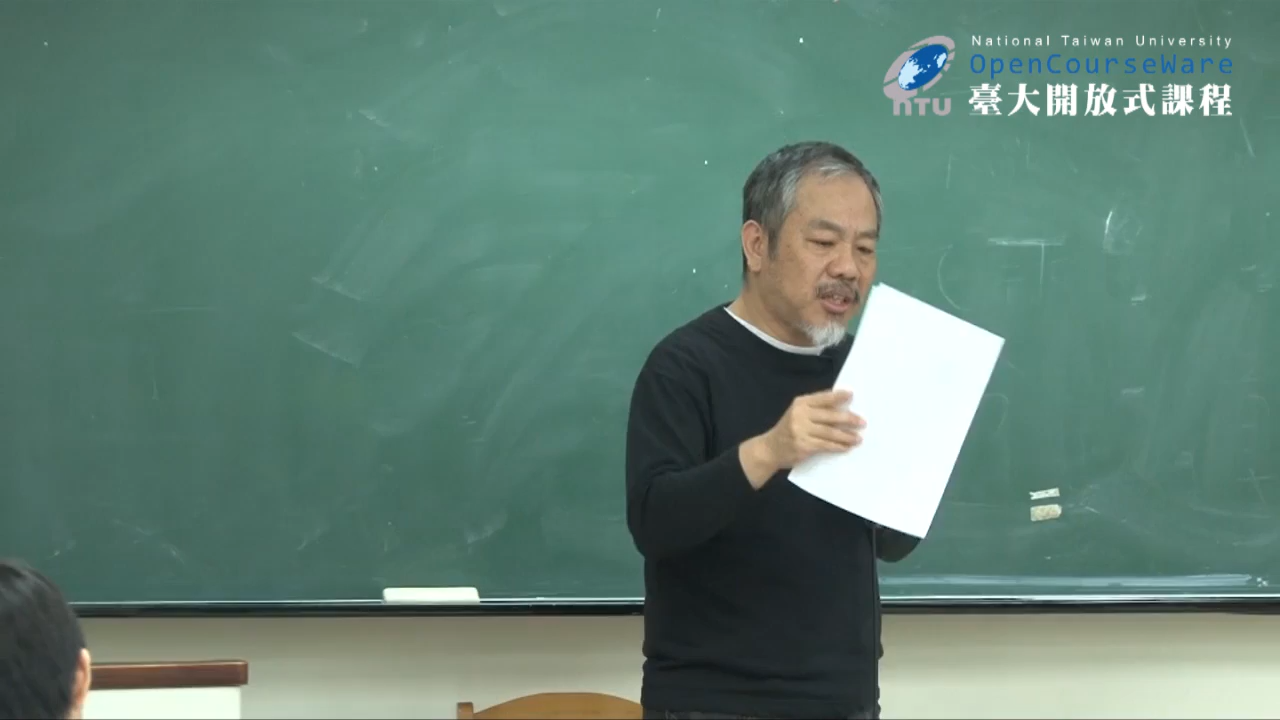 National Taiwan University
OpenCourseWare
臺大開放式課程
NTU